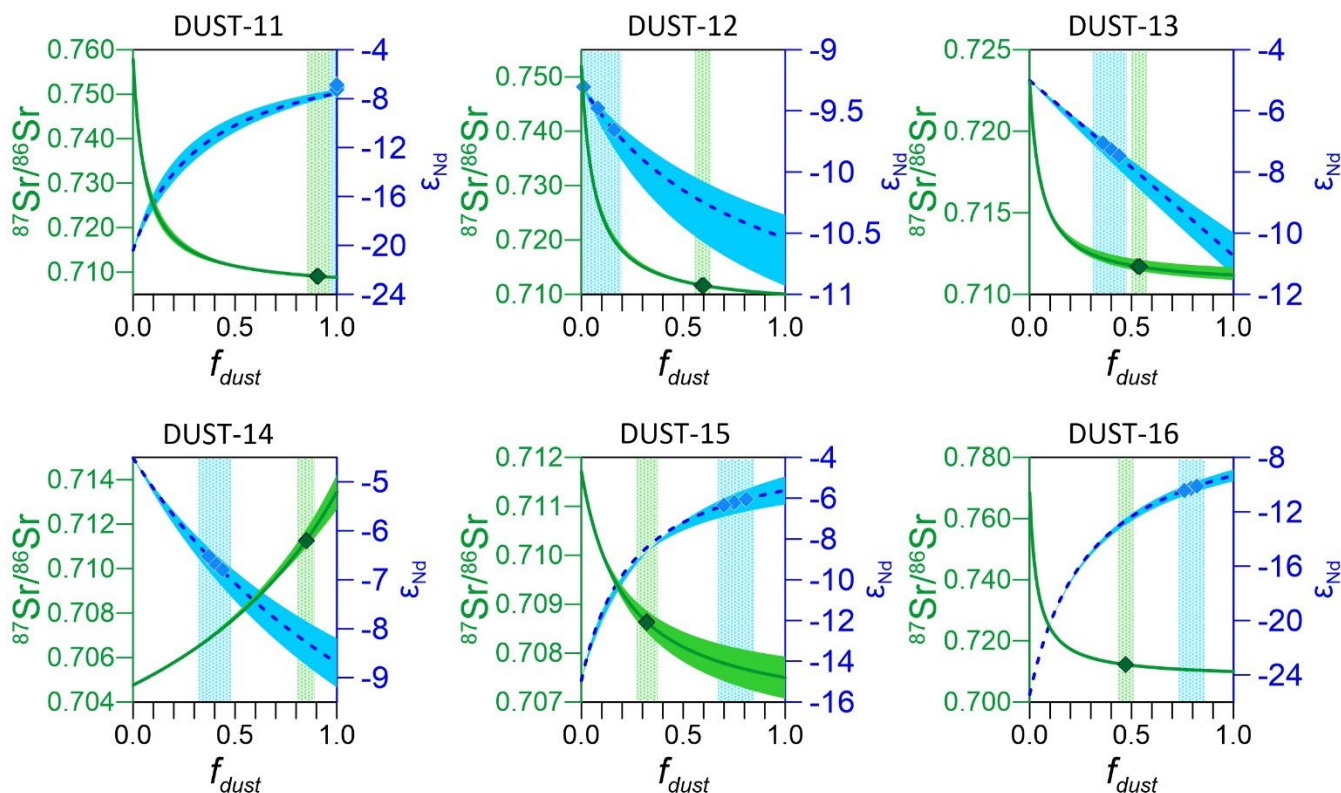 DUST-11
0.760
0.750
0.740
0.730
0.720
0.710
⁸⁷Sr/⁸⁶Sr
-4
-8
-12
-16
-20
-24
εNd
0.0 0.5 1.0
fdust
DUST-12
0.750
0.740
0.730
0.720
0.710
⁸⁷Sr/⁸⁶Sr
-9
-9.5
-10
-10.5
-11
εNd
0.0 0.5 1.0
fdust
DUST-13
0.725
0.720
0.715
0.710
⁸⁷Sr/⁸⁶Sr
-4
-6
-8
-10
-12
εNd
0.0 0.5 1.0
fdust
DUST-14
0.714
0.712
0.710
0.708
0.706
0.704
⁸⁷Sr/⁸⁶Sr
-5
-6
-7
-8
-9
εNd
0.0 0.5 1.0
fdust
DUST-15
0.712
0.711
0.710
0.709
0.708
0.707
⁸⁷Sr/⁸⁶Sr
-4
-6
-8
-10
-12
-14
-16
εNd
0.0 0.5 1.0
fdust
DUST-16
0.780
0.760
0.740
0.720
0.700
⁸⁷Sr/⁸⁶Sr
-8
-12
-16
-20
-24
εNd
0.0 0.5 1.0
fdust